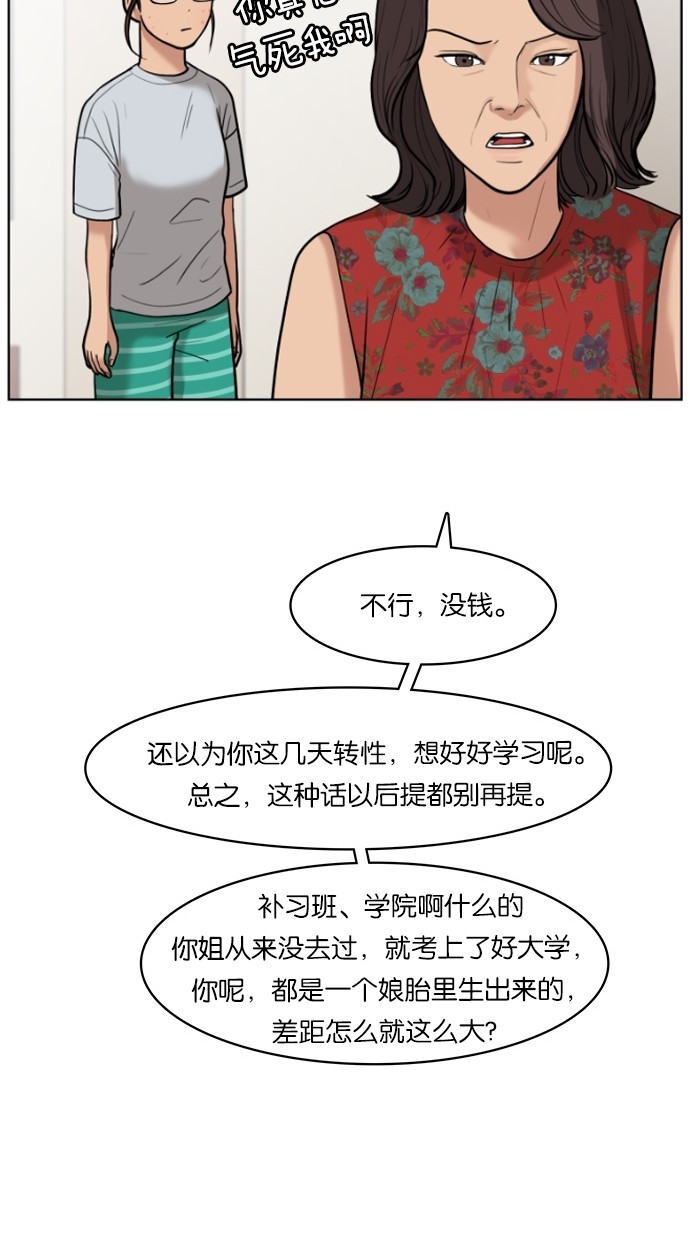 你真是
气死我啊
不行，没钱。
还以为你这几天转性，想好好学习呢。
总之，这种话以后提都别再提。
补习班、学院啊什么的
你姐从来没去过，就考上了好大学，
你呢，都是一个娘胎里生出来的，
差距怎么就这么大?